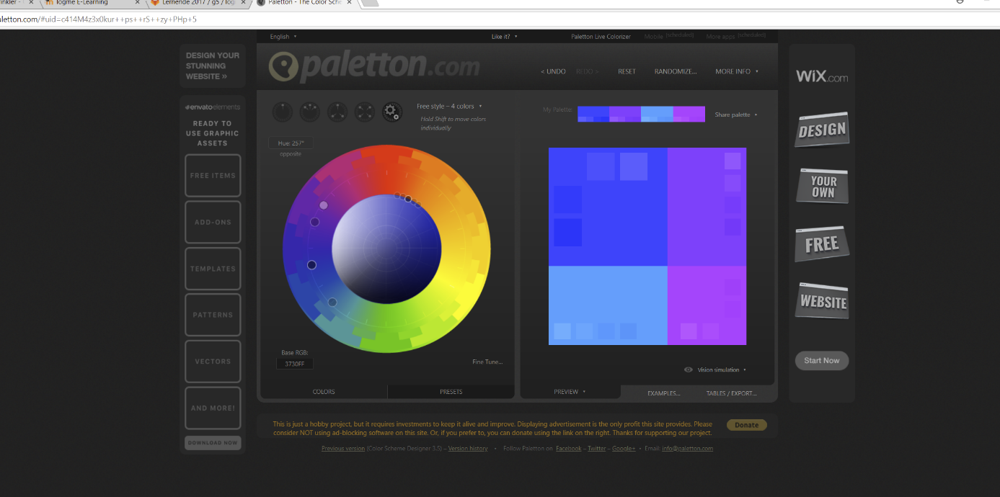 Togme E-Learning
Lernende 2017 / g5 / log
Paletton - The Color Sche
aletton.com/#uid=c414M4z3x0kur++ps++rS++zy+PHp+5
English
Like it?
Paletton Live Colorizer
Mobile (scheduled)
More apps (scheduled)
DESIGN YOUR
STUNNING
WEBSITE »
paletton.com
< UNDO
REDO >
RESET
RANDOMIZE...
MORE INFO
WiX.com
envatoelements
READY TO
USE GRAPHIC
ASSETS
FREE ITEMS
ADD-ONS
TEMPLATES
PATTERNS
VECTORS
AND MORE!
DOWNLOAD NOW
Free style – 4 colors
Hold Shift to move colors
individually
My Palette:
Share palette
Hue: 257°
opposite
Base RGB:
3730FF
Fine Tune...
COLORS
PRESETS
Vision simulation
PREVIEW
EXAMPLES...
TABLES / EXPORT...
DESIGN
YOUR
OWN
FREE
WEBSITE
Start Now
This is just a hobby project, but it requires investments to keep it alive and improve. Displaying advertisement is the only profit this site provides. Please
consider NOT using ad-blocking software on this site. Or, if you prefer to, you can donate using the link on the right. Thanks for supporting our project.
Donate
Previous version (Color Scheme Designer 3.5) – Version history • Follow Paletton on: Facebook – Twitter – Google+ • Email: info@paletton.com